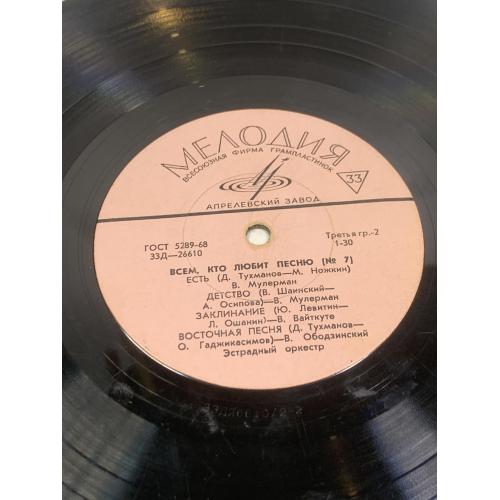 МЕЛОДИЯ
ВСЕСОЮЗНАЯ ФИРМА ГРАМПЛАСТИНОК
33
АПРЕЛЕВСКИЙ ЗАВОД
ГОСТ 5289-68
33Д—26610
Третья гр.-2
1-30
ВСЕМ, КТО ЛЮБИТ ПЕСНЮ (№ 7)
ЕСТЬ (Д. Тухманов—М. Ножкин)
В. Мулерман
ДЕТСТВО (В. Шаинский—
А. Осипова)—В. Мулерман
ЗАКЛИНАНИЕ (Ю. Левитин—
Л. Ошанин)—В. Вайткуте
ВОСТОЧНАЯ ПЕСНЯ (Д. Тухманов—
О. Гаджикасимов)—В. Ободзинский
Эстрадный оркестр